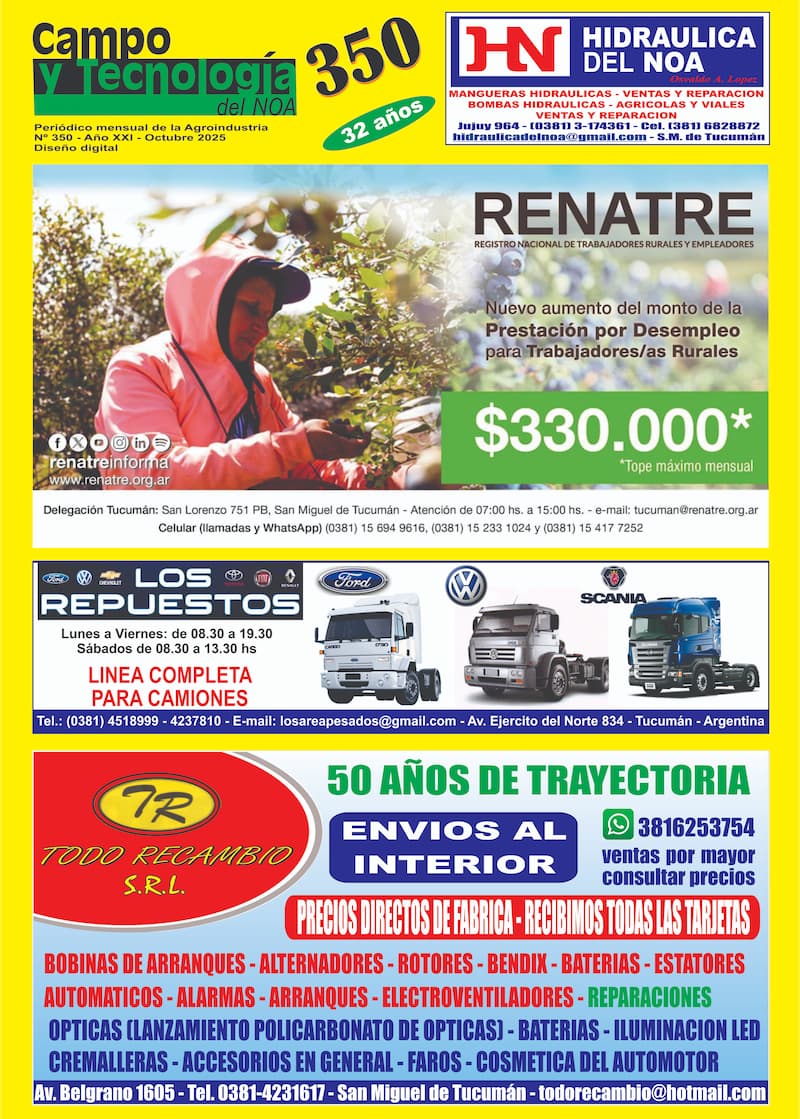 Campo
y Tecnología
del NOA
350
32 años
Periódico mensual de la Agroindustria
Nº 350 - Año XXI - Octubre 2025
Diseño digital
HN
HIDRAULICA
DEL NOA
Osvaldo A. Lopez
MANGUERAS HIDRAULICAS - VENTAS Y REPARACION
BOMBAS HIDRAULICAS - AGRICOLAS Y VIALES
VENTAS Y REPARACION
Jujuy 964 - (0381) 3-174361 - Cel. (381) 6828872
hidraulicadelnoa@gmail.com - S.M. de Tucumán
RENATRE
REGISTRO NACIONAL DE TRABAJADORES RURALES Y EMPLEADORES
Nuevo aumento del monto de la
Prestación por Desempleo
para Trabajadores/as Rurales
$330.000*
*Tope máximo mensual
renatreinforma
www.renatre.org.ar
Delegación Tucumán: San Lorenzo 751 PB, San Miguel de Tucumán - Atención de 07:00 hs. a 15:00 hs. - e-mail: tucuman@renatre.org.ar
Celular (llamadas y WhatsApp) (0381) 15 694 9616, (0381) 15 233 1024 y (0381) 15 417 7252
Ford CHEVROLET LOS TOYOTA FIAT RENAULT
REPUESTOS
Lunes a Viernes: de 08.30 a 19.30
Sábados de 08.30 a 13.30 hs
LINEA COMPLETA
PARA CAMIONES
Ford
SCANIA
Tel.: (0381) 4518999 - 4237810 - E-mail: losareapesados@gmail.com - Av. Ejercito del Norte 834 - Tucumán - Argentina
TR
TODO RECAMBIO
S.R.L.
50 AÑOS DE TRAYECTORIA
ENVIOS AL
INTERIOR
3816253754
ventas por mayor
consultar precios
PRECIOS DIRECTOS DE FABRICA - RECIBIMOS TODAS LAS TARJETAS
BOBINAS DE ARRANQUES - ALTERNADORES - ROTORES - BENDIX - BATERIAS - ESTATORES
AUTOMATICOS - ALARMAS - ARRANQUES - ELECTROVENTILADORES - REPARACIONES
OPTICAS (LANZAMIENTO POLICARBONATO DE OPTICAS) - BATERIAS - ILUMINACION LED
CREMALLERAS - ACCESORIOS EN GENERAL - FAROS - COSMETICA DEL AUTOMOTOR
Av. Belgrano 1605 - Tel. 0381-4231617 - San Miguel de Tucumán - todorecambio@hotmail.com